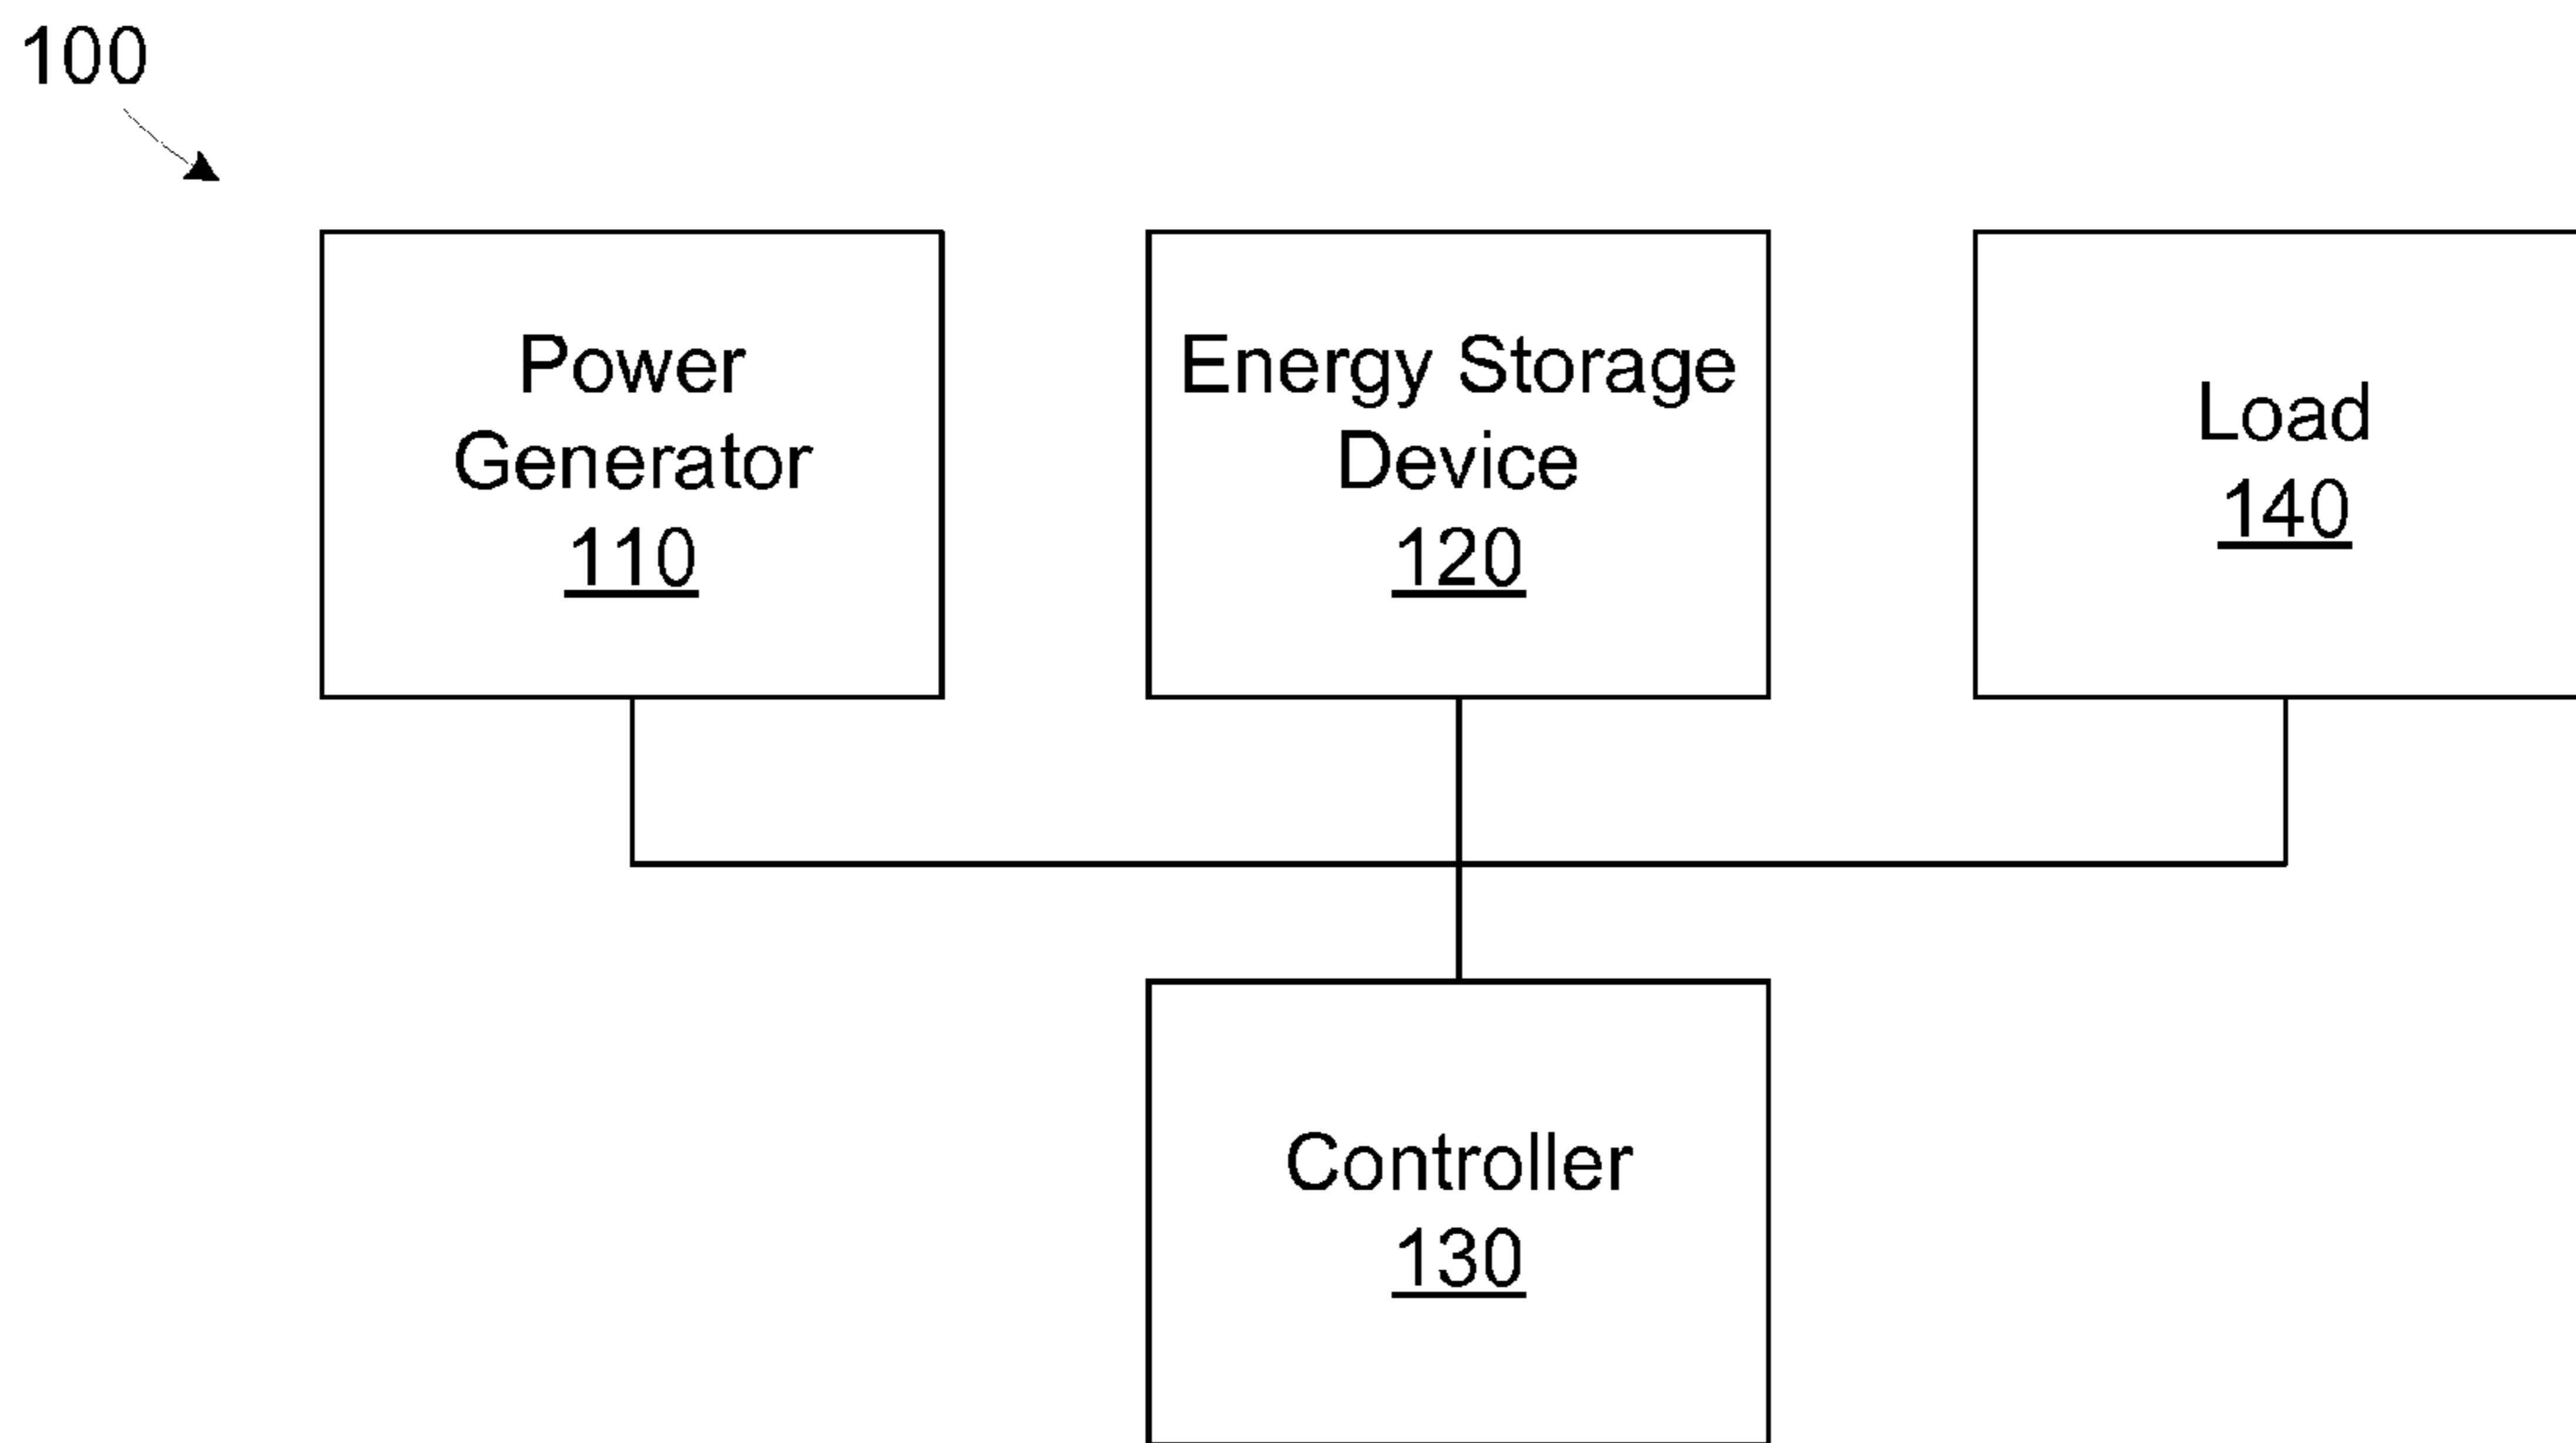 100
Power
Generator
110
Energy Storage
Device
120
Load
140
Controller
130